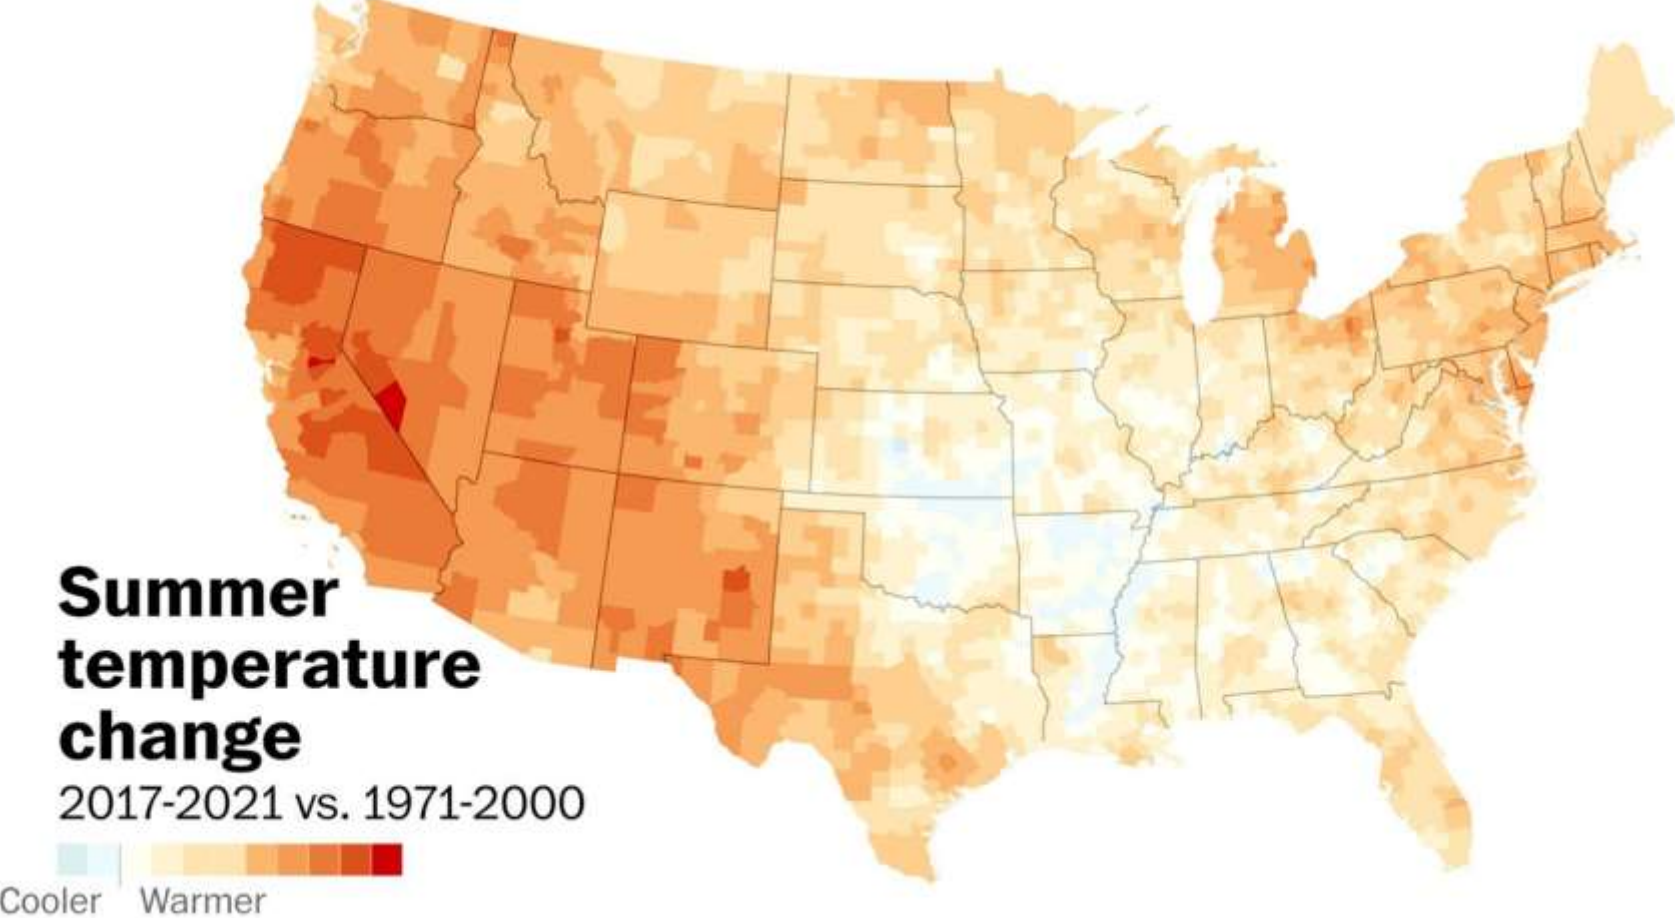 Summer
temperature
change
2017-2021 vs. 1971-2000
Cooler Warmer